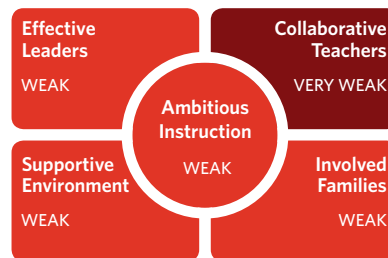 Effective
Leaders
WEAK
Collaborative
Teachers
VERY WEAK
Ambitious
Instruction
WEAK
Supportive
Environment
WEAK
Involved
Families
WEAK